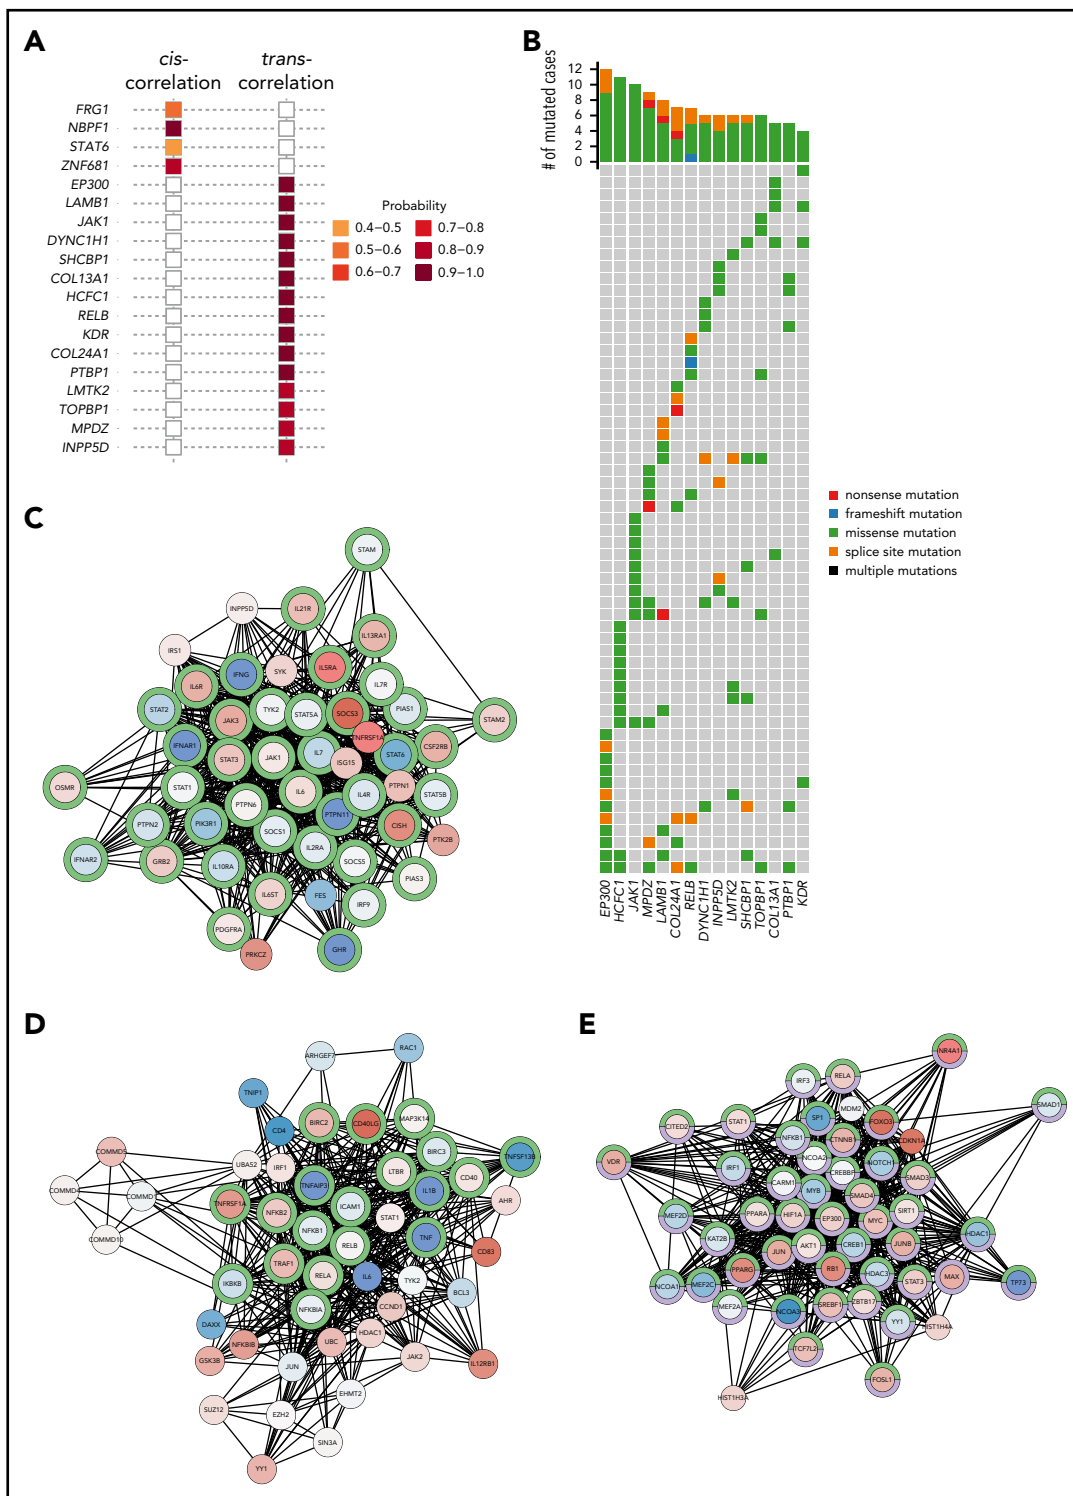 A
cis-
correlation
trans-
correlation
FRG1
NBPF1
STAT6
ZNF681
EP300
LAMB1
JAK1
DYNC1H1
SHCBP1
COL13A1
HCFC1
RELB
KDR
COL24A1
PTBP1
LMTK2
TOPBP1
MPDZ
INPP5D
Probability
0.4–0.5
0.7–0.8
0.5–0.6
0.8–0.9
0.6–0.7
0.9–1.0
B
# of mutated cases
12
10
8
6
4
2
0
nonsense mutation
frameshift mutation
missense mutation
splice site mutation
multiple mutations
EP300
HCFC1
JAK1
MPDZ
LAMB1
COL24A1
RELB
DYNC1H1
INPP5D
LMTK2
SHCBP1
TOPBP1
COL13A1
PTBP1
KDR
C
STAM
INPP5D
IL21R
IL13RA1
IRS1
IFNG
SYK
IL5RA
IL6R
IL7R
STAT2
TYK2
STAT5A
SOCS3
PIAS1
STAM2
JAK3
TNFRSF1A
IFNAR1
STAT3
JAK1
IL7
ISG15
STAT6
CSF2RB
OSMR
STAT1
IL6
IL4R
PTPN1
STAT5B
PTPN6
PTPN2
PIK3R1
PTPN11
CISH
SOCS1
PTK2B
IFNAR2
GRB2
IL10RA
IL2RA
SOCS5
PIAS3
IL6ST
FES
IRF9
PDGFRA
PRKCZ
GHR
D
ARHGEF7
RAC1
TNIP1
CD4
BIRC2
CD40LG
MAP3K14
COMMD5
UBA52
IRF1
BIRC3
TNFSF13B
LTBR
CD40
COMMD4
COMMD1
TNFAIP3
IL1B
AHR
TNFRSF1A
NFKB2
ICAM1
STAT1
COMMD10
NFKB1
RELB
TNF
CD83
TRAF1
RELA
IL6
TYK2
IKBKB
BCL3
NFKBIA
CCND1
DAXX
NFKBIB
UBC
HDAC1
GSK3B
JUN
JAK2
IL12RB1
EHMT2
SUZ12
EZH2
SIN3A
YY1
E
NR4A1
IRF3
RELA
SMAD1
CITED2
STAT1
SP1
MDM2
FOXO3
NFKB1
CTNNB1
CDKN1A
VDR
IRF1
NCOA2
CREBBP
NOTCH1
CARM1
MYB
SMAD4
SMAD3
MEF2D
PPARA
HIF1A
EP300
MYC
SIRT1
KAT2B
AKT1
CREB1
JUNB
HDAC1
JUN
NCOA1
MEF2C
PPARG
RB1
HDAC3
STAT3
MAX
TP73
MEF2A
NCOA3
SREBF1
ZBTB17
YY1
HIST1H4A
TCF7L2
FOSL1
HIST1H3A